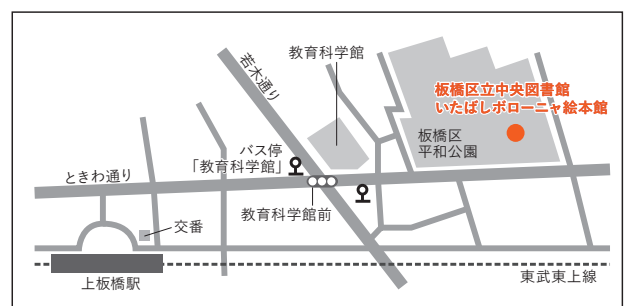 教育科学館
若木通り
板橋区立中央図書館
いたばしボローニャ絵本館
バス停
「教育科学館」
板橋区
平和公園
ときわ通り
教育科学館前
交番
上板橋駅
東武東上線